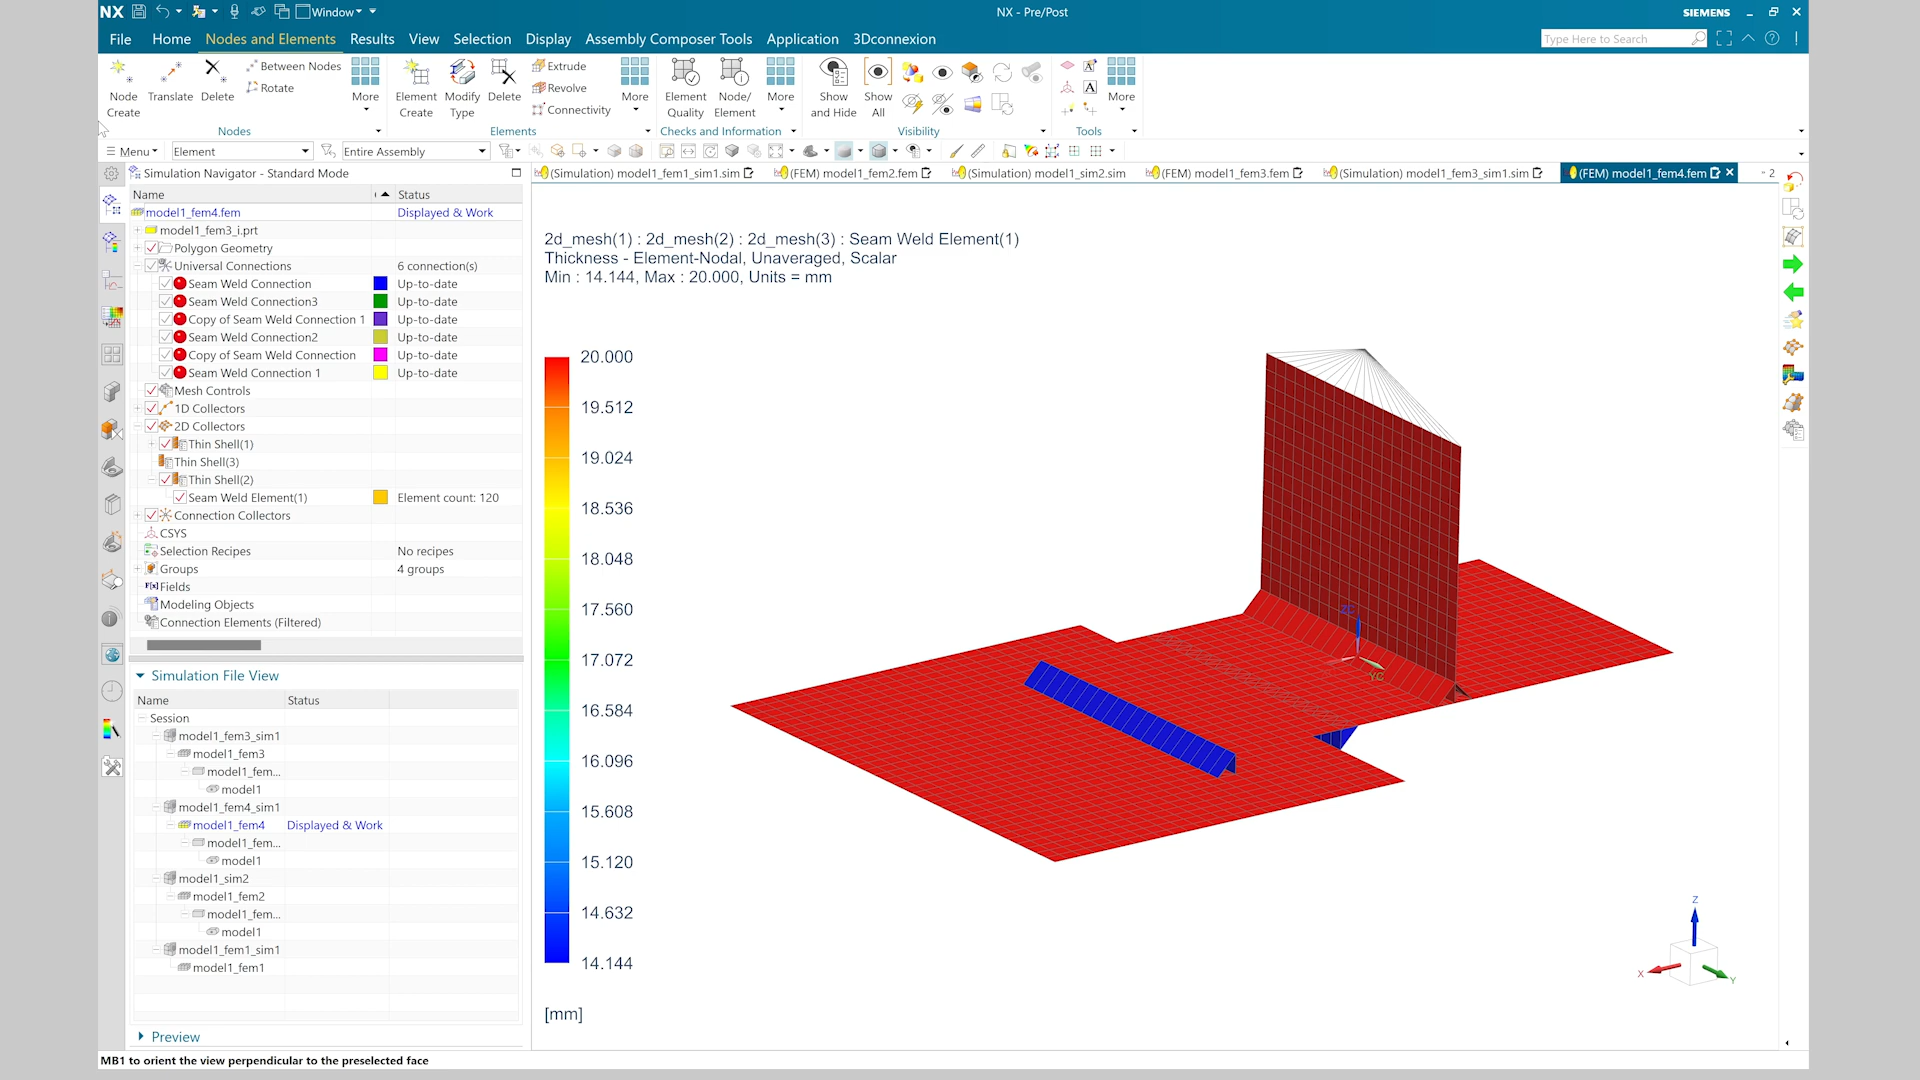 NX
Window
NX - Pre/Post
SIEMENS
File Home Nodes and Elements Results View Selection Display Assembly Composer Tools Application 3Dconnexion
Type Here to Search
Node Create
Translate
Delete
Between Nodes
Rotate
More
Element Create
Modify Type
Delete
Extrude
Revolve
Connectivity
More
Element Quality
Node/ Element
More
Show and Hide
Show All
More
Nodes
Elements
Checks and Information
Visibility
Tools
Menu
Element
Entire Assembly
Simulation Navigator - Standard Mode
(Simulation) model1_fem1_sim1.sim
(FEM) model1_fem2.fem
(Simulation) model1_sim2.sim
(FEM) model1_fem3.fem
(Simulation) model1_fem3_sim1.sim
(FEM) model1_fem4.fem
2
Name Status
model1_fem4.fem Displayed & Work
model1_fem3_i.prt
Polygon Geometry
Universal Connections 6 connection(s)
Seam Weld Connection Up-to-date
Seam Weld Connection3 Up-to-date
Copy of Seam Weld Connection 1 Up-to-date
Seam Weld Connection2 Up-to-date
Copy of Seam Weld Connection Up-to-date
Seam Weld Connection 1 Up-to-date
Mesh Controls
1D Collectors
2D Collectors
Thin Shell(1)
Thin Shell(3)
Thin Shell(2)
Seam Weld Element(1) Element count: 120
Connection Collectors
CSYS
Selection Recipes No recipes
Groups 4 groups
Fields
Modeling Objects
Connection Elements (Filtered)
Simulation File View
Name Status
Session
model1_fem3_sim1
model1_fem3
model1_fem...
model1
model1_fem4_sim1
model1_fem4 Displayed & Work
model1_fem...
model1
model1_sim2
model1_fem2
model1_fem...
model1
model1_fem1_sim1
model1_fem1
Preview
2d_mesh(1) : 2d_mesh(2) : 2d_mesh(3) : Seam Weld Element(1)
Thickness - Element-Nodal, Unaveraged, Scalar
Min : 14.144, Max : 20.000, Units = mm
20.000
19.512
19.024
18.536
18.048
17.560
17.072
16.584
16.096
15.608
15.120
14.632
14.144
[mm]
ZC
YC
Z
X
Y
MB1 to orient the view perpendicular to the preselected face